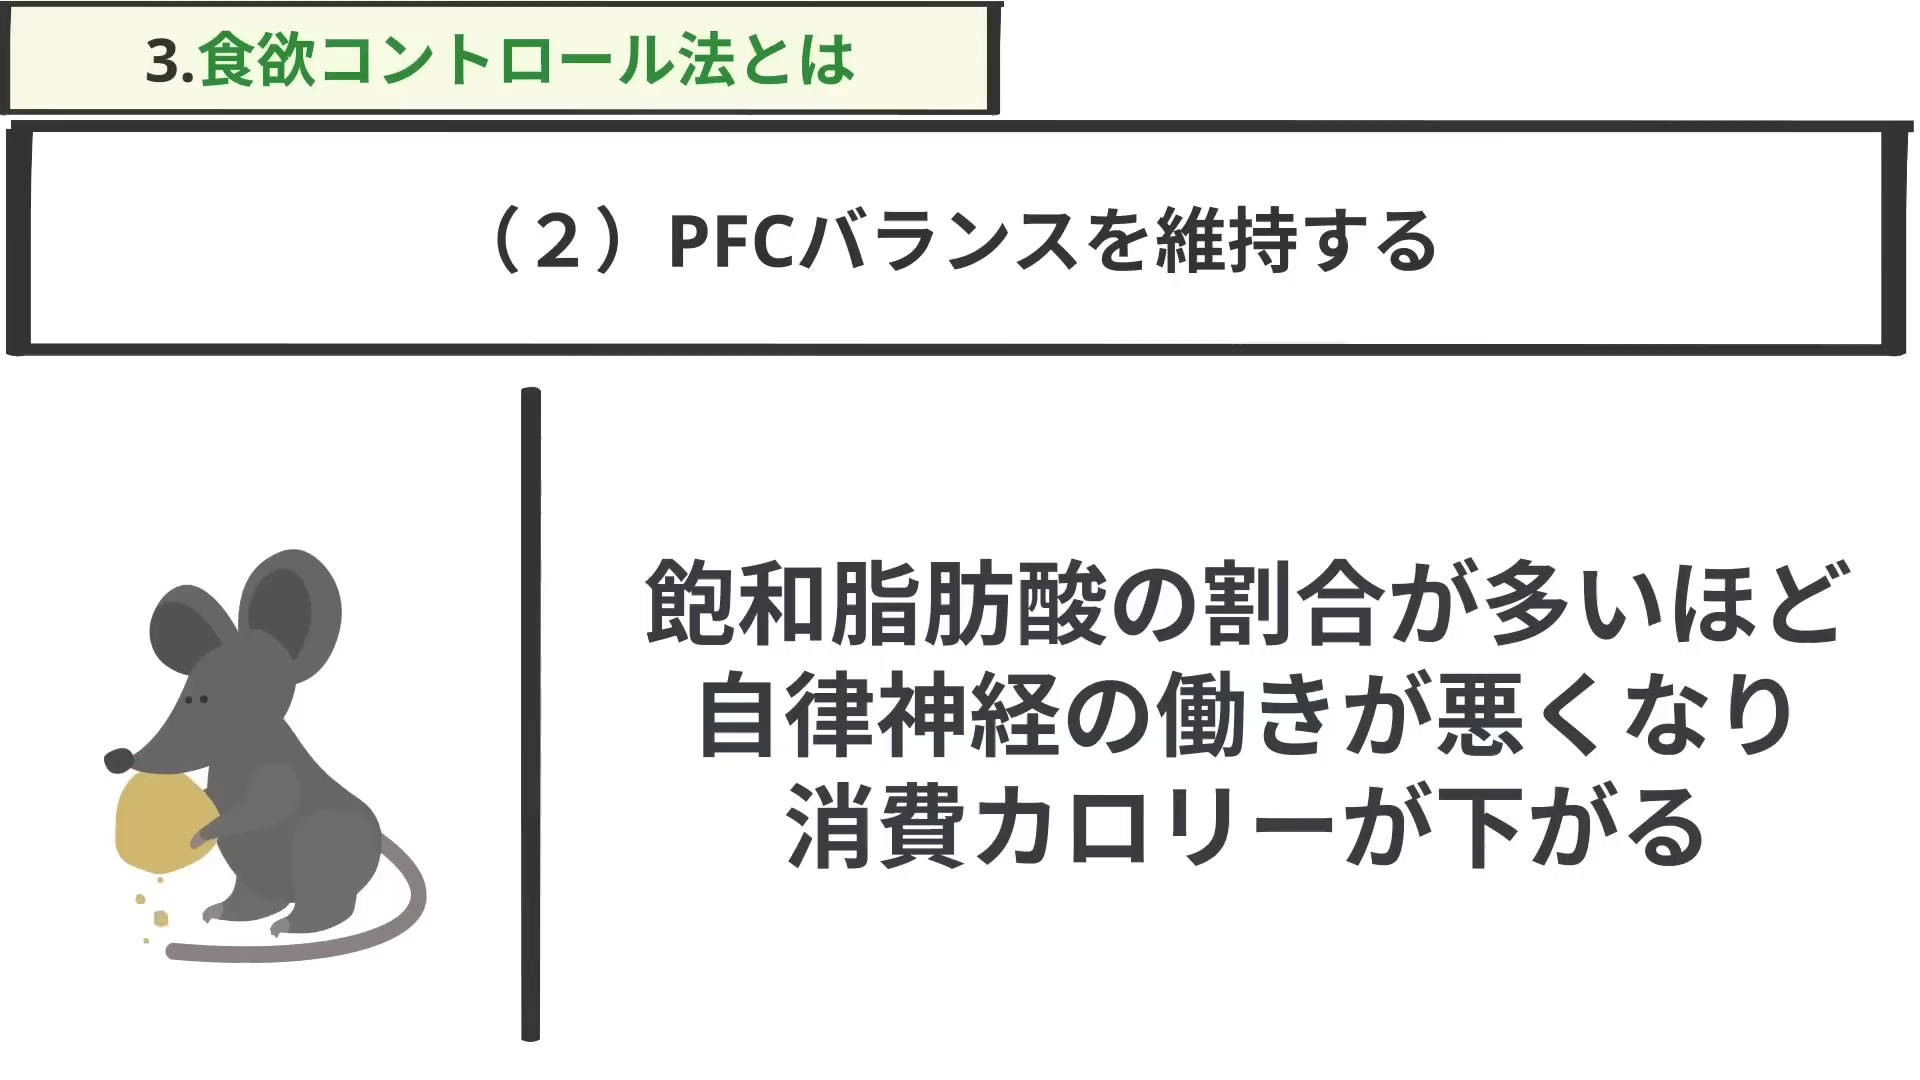 3.食欲コントロール法とは
（２）PFCバランスを維持する
飽和脂肪酸の割合が多いほど
自律神経の働きが悪くなり
消費カロリーが下がる